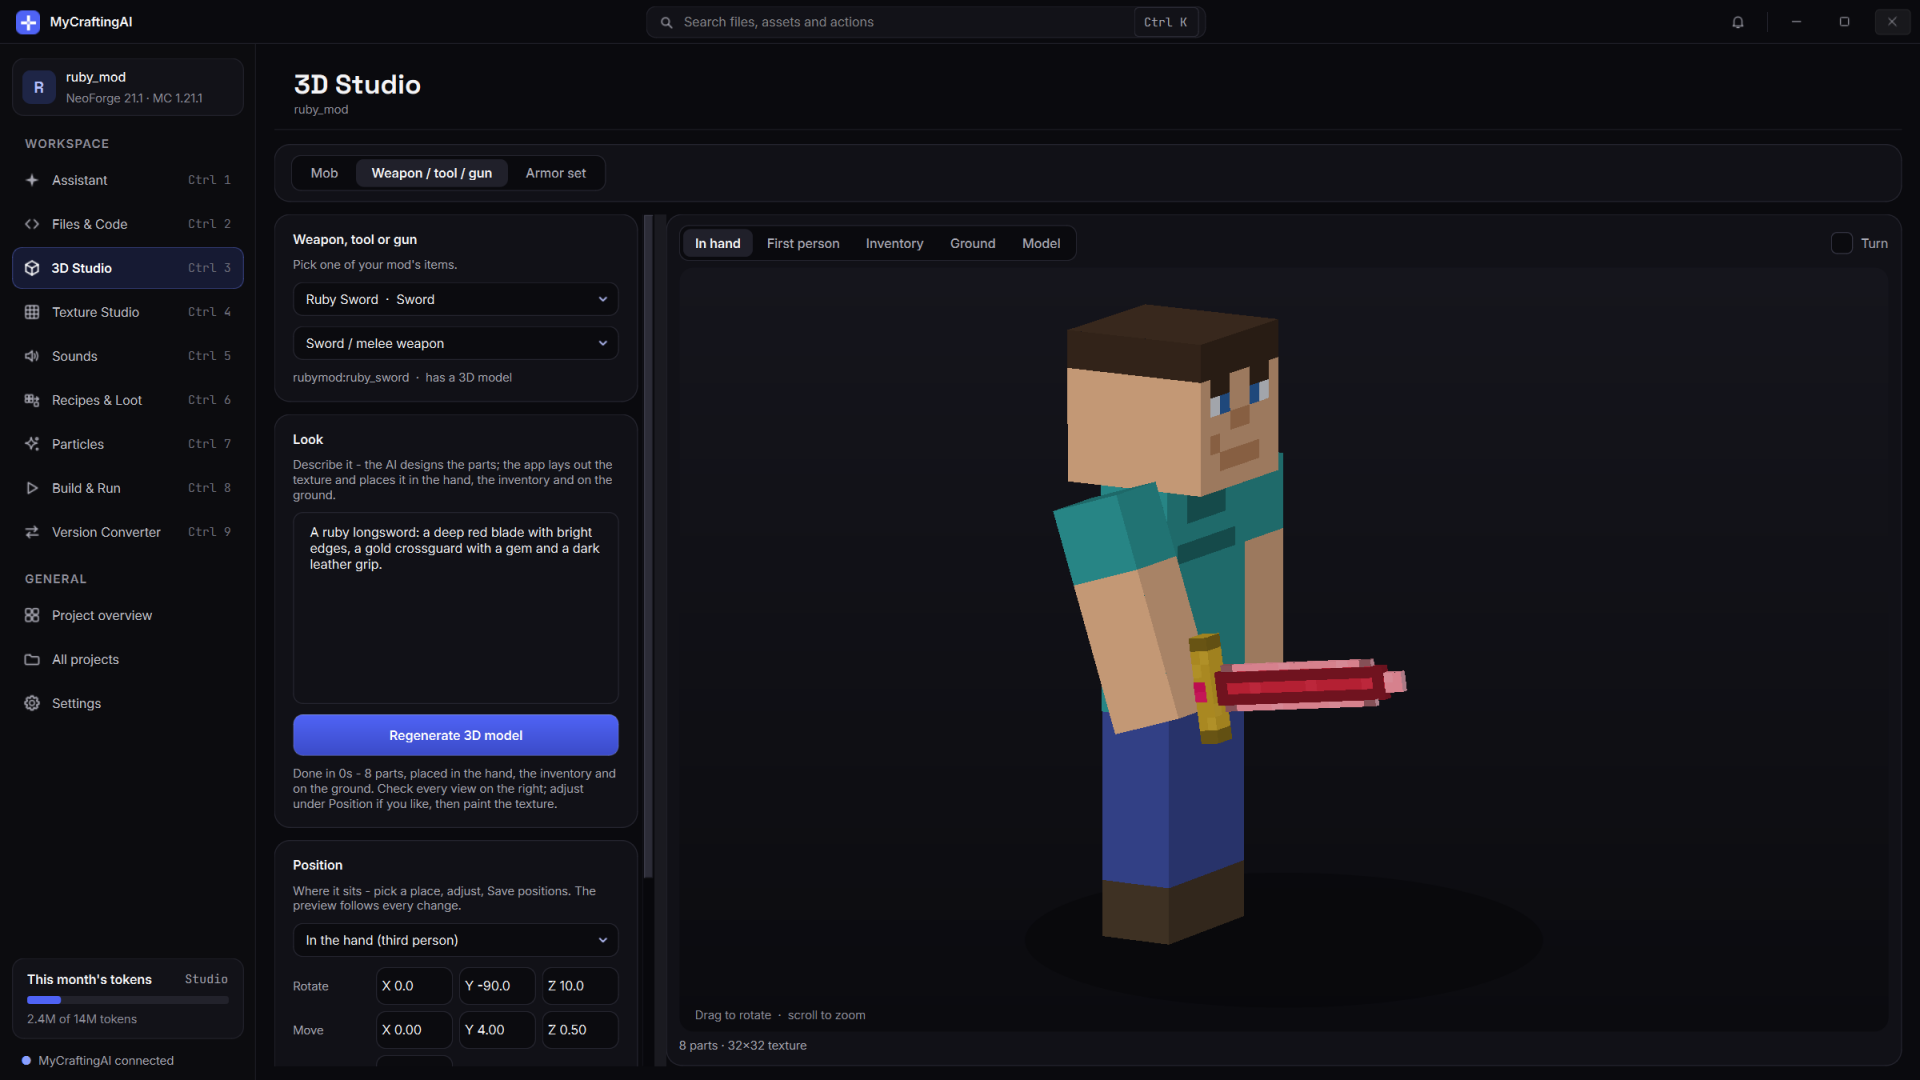 MyCraftingAI
Search files, assets and actions
Ctrl K
R
ruby_mod
NeoForge 21.1 · MC 1.21.1
WORKSPACE
Assistant Ctrl 1
Files & Code Ctrl 2
3D Studio Ctrl 3
Texture Studio Ctrl 4
Sounds Ctrl 5
Recipes & Loot Ctrl 6
Particles Ctrl 7
Build & Run Ctrl 8
Version Converter Ctrl 9
GENERAL
Project overview
All projects
Settings
This month's tokens Studio
2.4M of 14M tokens
MyCraftingAI connected
3D Studio
ruby_mod
Mob Weapon / tool / gun Armor set
Weapon, tool or gun
Pick one of your mod's items.
Ruby Sword · Sword
Sword / melee weapon
rubymod:ruby_sword · has a 3D model
Look
Describe it - the AI designs the parts; the app lays out the
texture and places it in the hand, the inventory and on the
ground.
A ruby longsword: a deep red blade with bright
edges, a gold crossguard with a gem and a dark
leather grip.
Regenerate 3D model
Done in 0s - 8 parts, placed in the hand, the inventory and
on the ground. Check every view on the right; adjust
under Position if you like, then paint the texture.
Position
Where it sits - pick a place, adjust, Save positions. The
preview follows every change.
In the hand (third person)
Rotate X 0.0 Y -90.0 Z 10.0
Move X 0.00 Y 4.00 Z 0.50
In hand First person Inventory Ground Model
Turn
Drag to rotate · scroll to zoom
8 parts · 32×32 texture